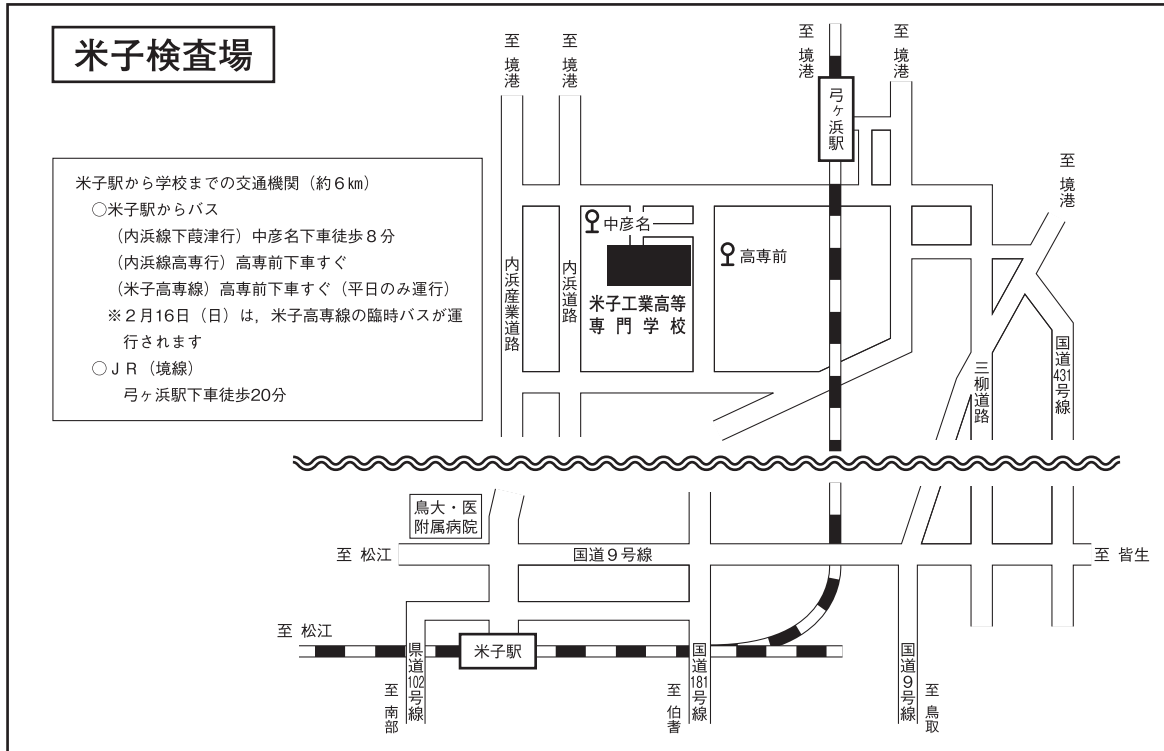 米子検査場
米子駅から学校までの交通機関（約６㎞）
○米子駅からバス
（内浜線下葭津行）中彦名下車徒歩８分
（内浜線高専行）高専前下車すぐ
（米子高専線）高専前下車すぐ（平日のみ運行）
※２月16日（日）は，米子高専線の臨時バスが運
行されます
○ＪＲ（境線）
弓ヶ浜駅下車徒歩20分
至 境港
至 境港
至 境港
至 境港
至 境港
弓ヶ浜駅
中彦名
高専前
米子工業高等
専門学校
内浜産業道路
内浜道路
三柳道路
国道431号線
鳥大・医
附属病院
至 松江
国道９号線
至 皆生
至 松江
米子駅
県道102号線
国道181号線
国道９号線
至 南部
至 伯耆
至 鳥取